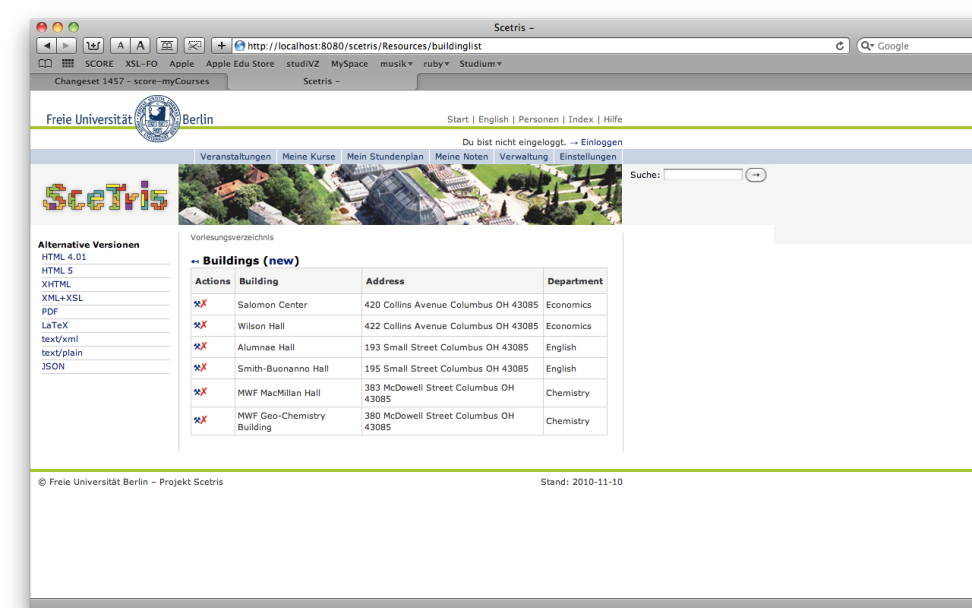 Scetris –
A A + http://localhost:8080/scetris/Resources/buildinglist Google
SCORE XSL-FO Apple Apple Edu Store studiVZ MySpace musik▾ ruby▾ Studium▾
Changeset 1457 – score-myCourses Scetris –
Freie Universität Berlin Start | English | Personen | Index | Hilfe
Du bist nicht eingeloggt. → Einloggen
Veranstaltungen Meine Kurse Mein Stundenplan Meine Noten Verwaltung Einstellungen
Suche: →
SceTris
Vorlesungsverzeichnis
Alternative Versionen
HTML 4.01
HTML 5
XHTML
XML+XSL
PDF
LaTeX
text/xml
text/plain
JSON
Buildings (new)
Actions Building Address Department
Salomon Center 420 Collins Avenue Columbus OH 43085 Economics
Wilson Hall 422 Collins Avenue Columbus OH 43085 Economics
Alumnae Hall 193 Small Street Columbus OH 43085 English
Smith-Buonanno Hall 195 Small Street Columbus OH 43085 English
MWF MacMillan Hall 383 McDowell Street Columbus OH
43085 Chemistry
MWF Geo-Chemistry
Building 380 McDowell Street Columbus OH
43085 Chemistry
© Freie Universität Berlin – Projekt Scetris Stand: 2010-11-10